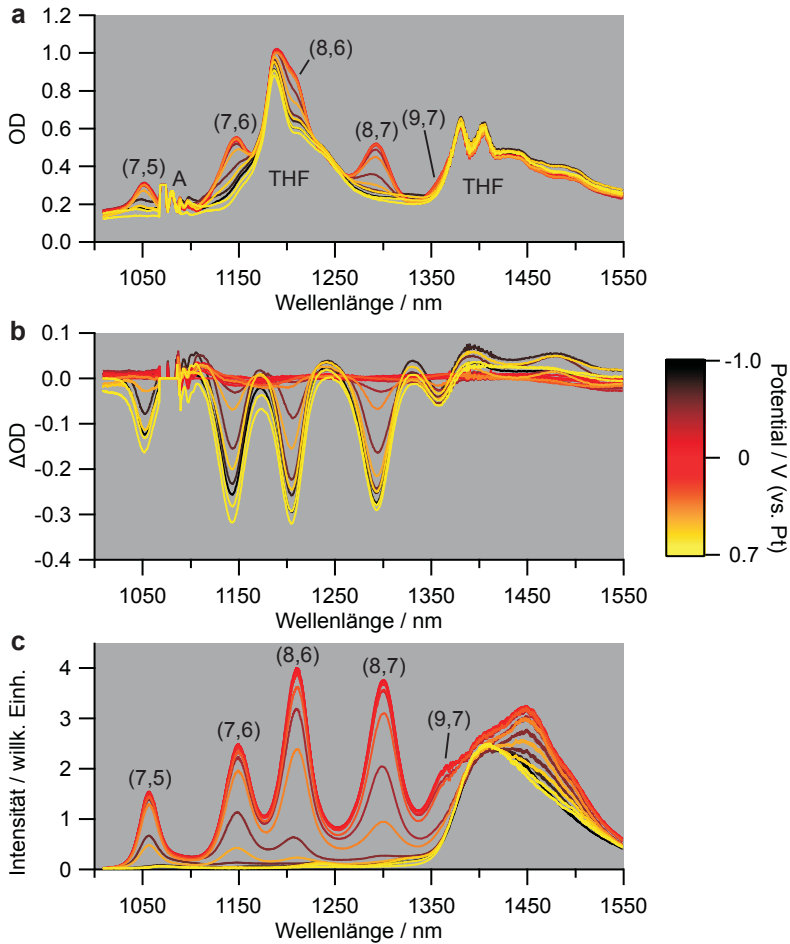 a
1.2
1.0
0.8
0.6
0.4
0.2
0.0
OD
(7,5)
A
(7,6)
THF
(8,6)
(8,7)
(9,7)
THF
1050 1150 1250 1350 1450 1550
Wellenlänge / nm
b
0.1
0.0
-0.1
-0.2
-0.3
-0.4
ΔOD
1050 1150 1250 1350 1450 1550
Wellenlänge / nm
-1.0
0
0.7
Potential / V (vs. Pt)
c
4
3
2
1
0
Intensität / willk. Einh.
(7,5)
(7,6)
(8,6)
(8,7)
(9,7)
1050 1150 1250 1350 1450 1550
Wellenlänge / nm